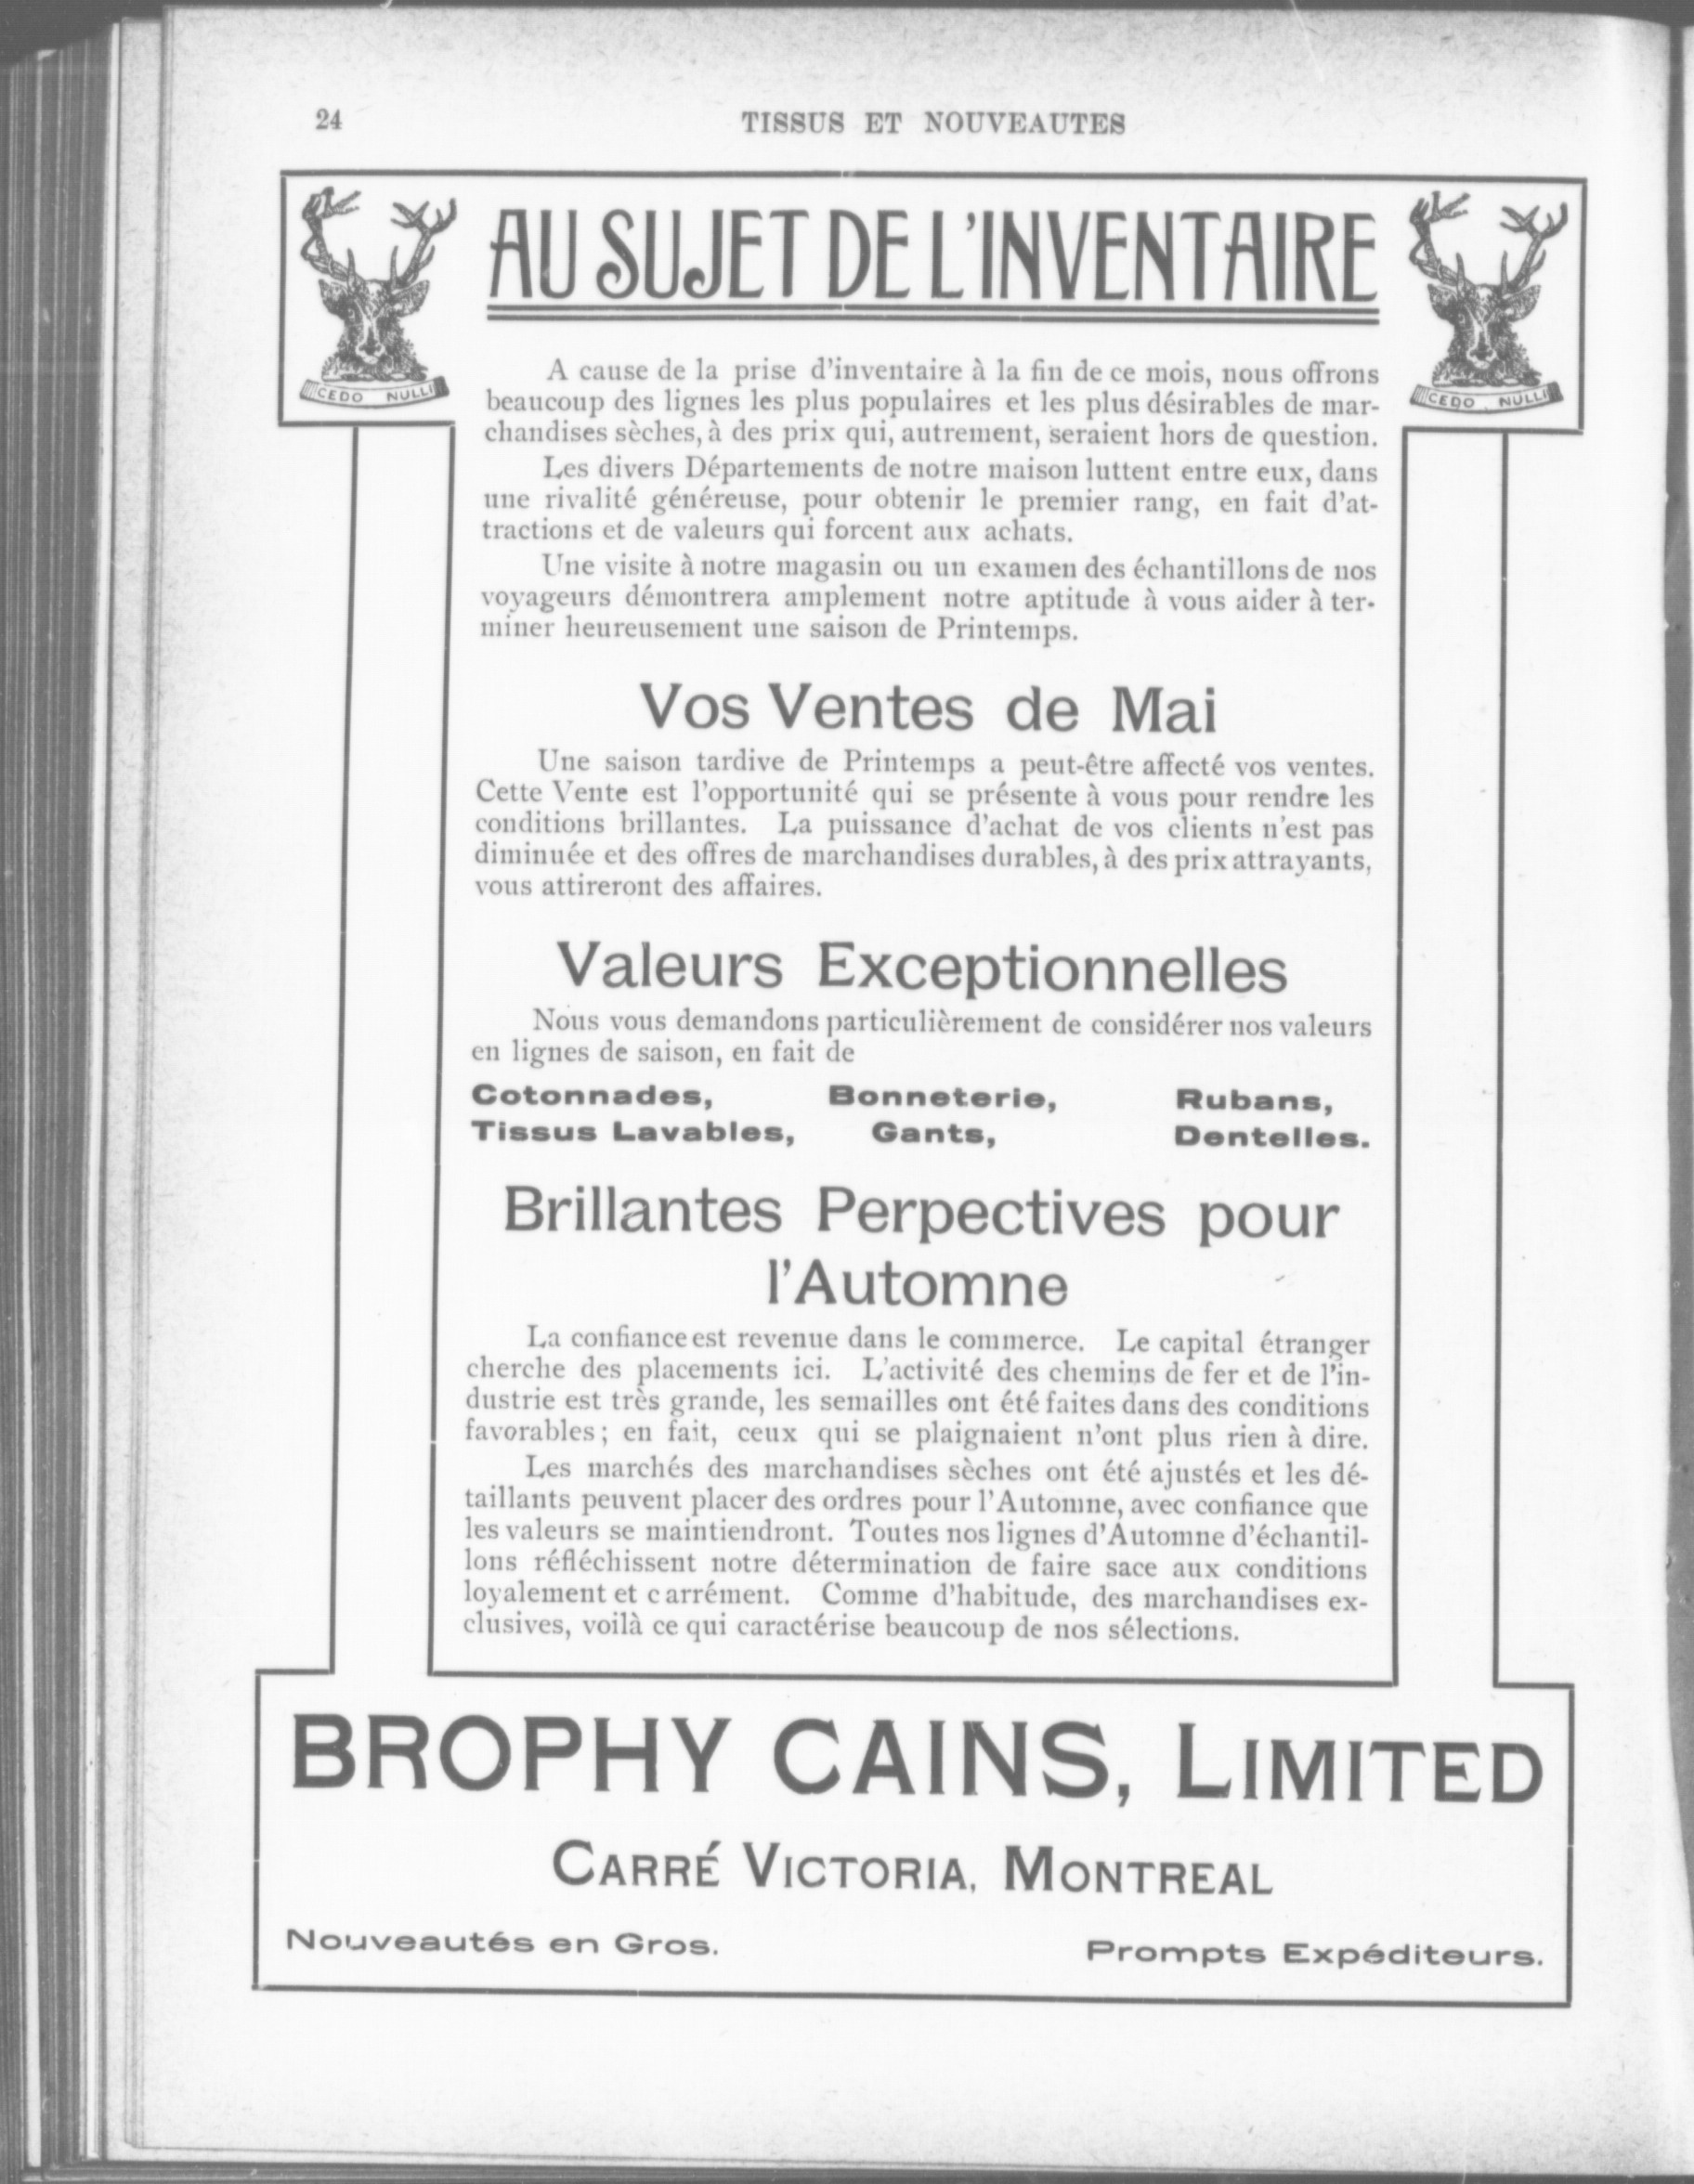 24
TISSUS ET NOUVEAUTES
AU SUJET DE L'INVENTAIRE
CEDO NULLI
CEDO NULLI
A cause de la prise d'inventaire à la fin de ce mois, nous offrons
beaucoup des lignes les plus populaires et les plus désirables de mar-
chandises sèches, à des prix qui, autrement, seraient hors de question.
Les divers Départements de notre maison luttent entre eux, dans
une rivalité généreuse, pour obtenir le premier rang, en fait d'at-
tractions et de valeurs qui forcent aux achats.
Une visite à notre magasin ou un examen des échantillons de nos
voyageurs démontrera amplement notre aptitude à vous aider à ter-
miner heureusement une saison de Printemps.
Vos Ventes de Mai
Une saison tardive de Printemps a peut-être affecté vos ventes.
Cette Vente est l'opportunité qui se présente à vous pour rendre les
conditions brillantes. La puissance d'achat de vos clients n'est pas
diminuée et des offres de marchandises durables, à des prix attrayants,
vous attireront des affaires.
Valeurs Exceptionnelles
Nous vous demandons particulièrement de considérer nos valeurs
en lignes de saison, en fait de
Cotonnades, Bonneterie, Rubans,
Tissus Lavables, Gants, Dentelles.
Brillantes Perpectives pour
l'Automne
La confiance est revenue dans le commerce. Le capital étranger
cherche des placements ici. L'activité des chemins de fer et de l'in-
dustrie est très grande, les semailles ont été faites dans des conditions
favorables; en fait, ceux qui se plaignaient n'ont plus rien à dire.
Les marchés des marchandises sèches ont été ajustés et les dé-
taillants peuvent placer des ordres pour l'Automne, avec confiance que
les valeurs se maintiendront. Toutes nos lignes d'Automne d'échantil-
lons réfléchissent notre détermination de faire sace aux conditions
loyalement et carrément. Comme d'habitude, des marchandises ex-
clusives, voilà ce qui caractérise beaucoup de nos sélections.
BROPHY CAINS, LIMITED
CARRÉ VICTORIA, MONTREAL
Nouveautés en Gros. Prompts Expéditeurs.